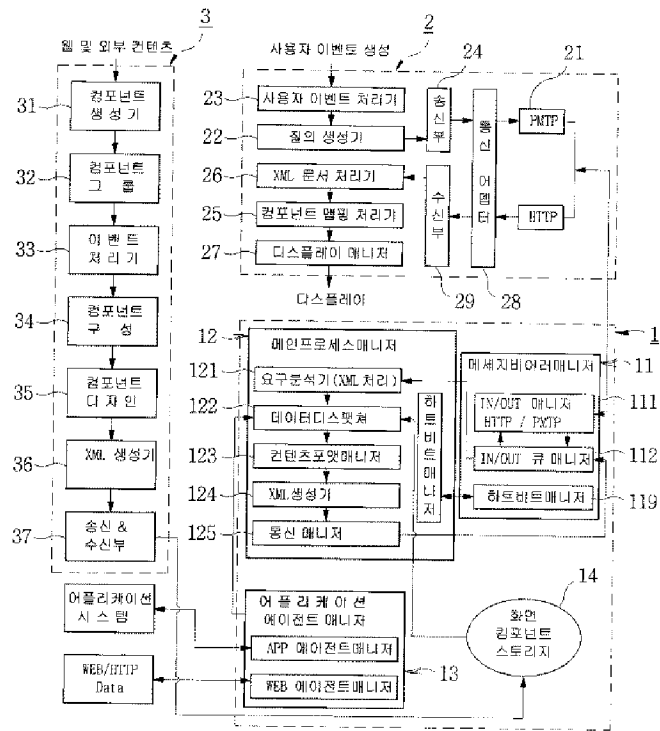 웹 및 외부 컨텐츠
3
31
컴포넌트
생성기
32
컴포넌트
그 룹
33
이벤트
처리기
34
컴포넌트
구 성
35
컴포넌트
디 자 인
36
XML 생성기
37
송신 &
수신부
어플리케이션
시 스 템
WEB/HTTP
Data
사용자 이벤트 생성
2
24
21
23
사용자 이벤트 처리기
22
질의 생성기
송신부
통신 어뎁터
PMTP
26
XML 문서 처리기
25
컴포넌트 맵핑 처리기
수신부
HTTP
27
디스플레이 매니저
29
28
디스플레이
1
12
메인프로세스매니저
121
요구분석기(XML처리)
122
데이터디스팻쳐
123
컨텐츠포맷매니저
124
XML생성기
125
통신 매니저
하트비트매니저
메세지비어러매니저
11
IN/OUT 매니저
HTTP / PMTP
111
IN/OUT 큐 매니저
112
하트비트매니저
119
어 플 리 케 이 션
에이전트 매니저
APP 에이전트매니저
WEB 에이전트매니저
13
14
화면
컴포넌트
스토리지